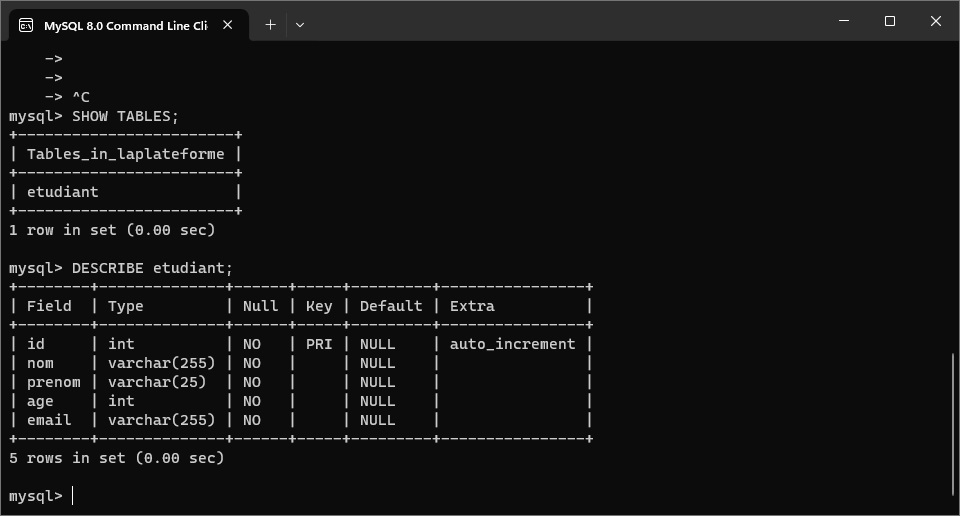 MySQL 8.0 Command Line Cli
    ->
    ->
    -> ^C
mysql> SHOW TABLES;
+------------------------+
| Tables_in_laplateforme |
+------------------------+
| etudiant               |
+------------------------+
1 row in set (0.00 sec)

mysql> DESCRIBE etudiant;
+--------+--------------+------+-----+---------+----------------+
| Field  | Type         | Null | Key | Default | Extra          |
+--------+--------------+------+-----+---------+----------------+
| id     | int          | NO   | PRI | NULL    | auto_increment |
| nom    | varchar(255) | NO   |     | NULL    |                |
| prenom | varchar(25)  | NO   |     | NULL    |                |
| age    | int          | NO   |     | NULL    |                |
| email  | varchar(255) | NO   |     | NULL    |                |
+--------+--------------+------+-----+---------+----------------+
5 rows in set (0.00 sec)

mysql>